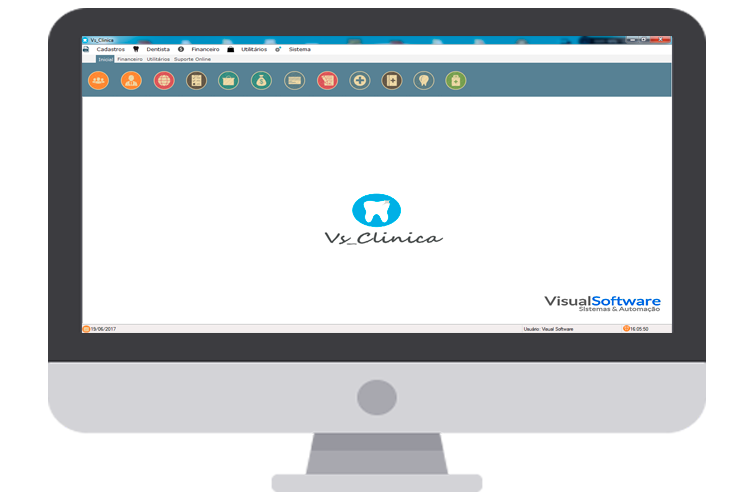 Vs_Clinica
Cadastros Dentista Financeiro Utilitários Sistema
Inicial Financeiro Utilitários Suporte Online
Vs_Clinica
VisualSoftware
Sistemas & Automação
19/06/2017 Usuário: Visual Software 16:05:50